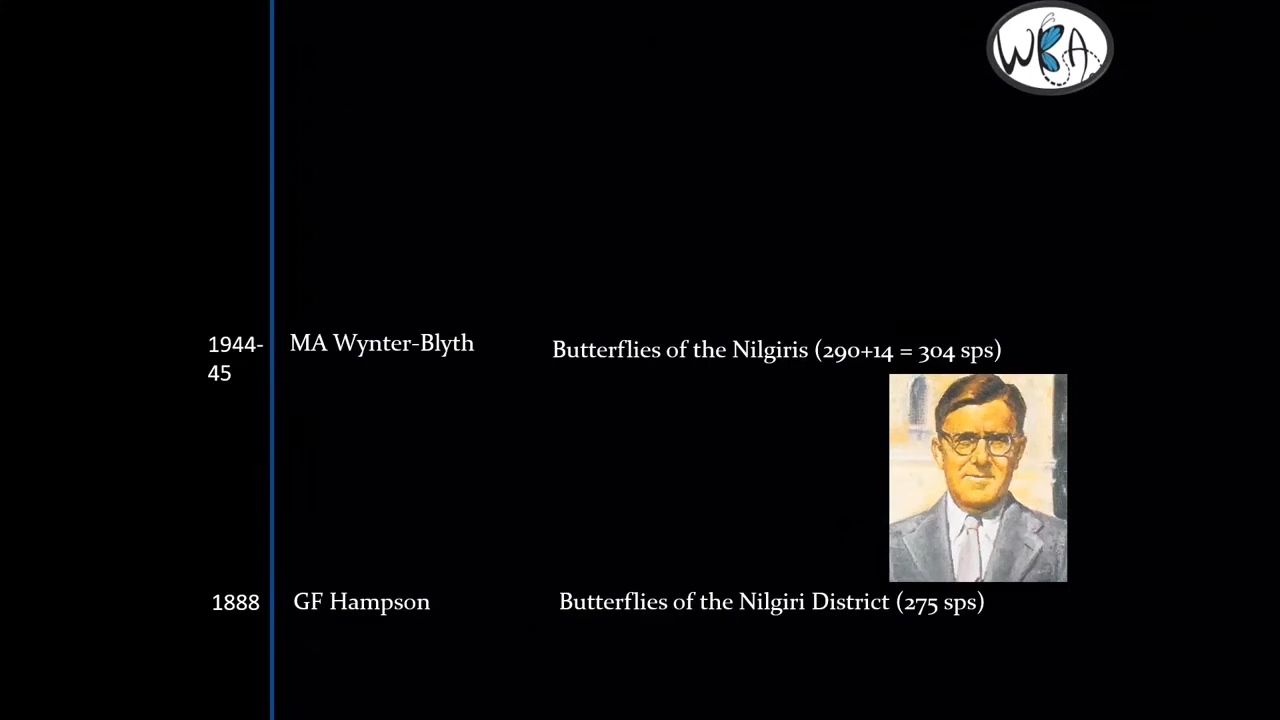 WBA
1944-
45
MA Wynter-Blyth
Butterflies of the Nilgiris (290+14 = 304 sps)
1888
GF Hampson
Butterflies of the Nilgiri District (275 sps)